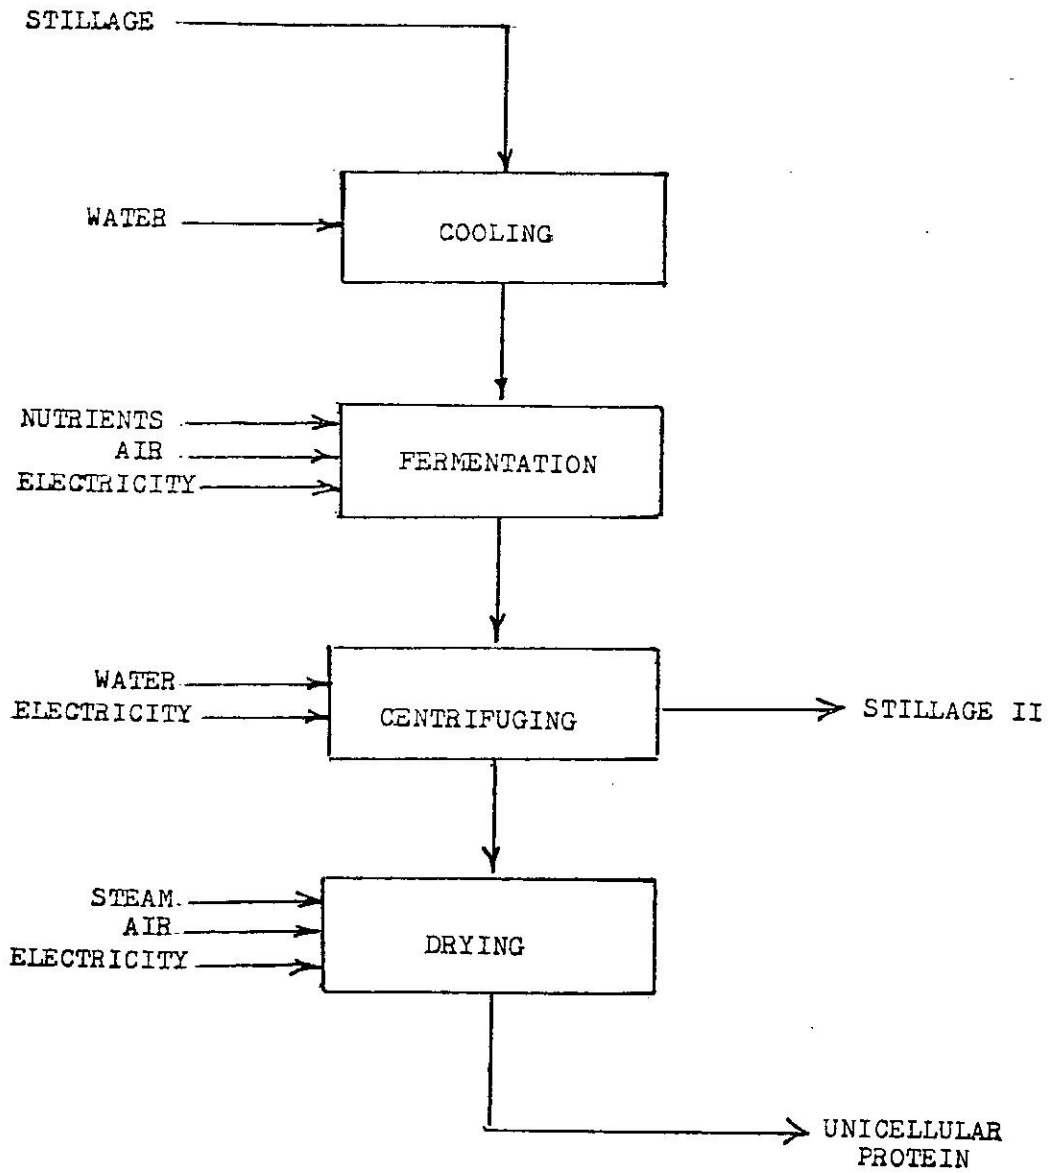 STILLAGE
WATER
COOLING
NUTRIENTS
AIR
ELECTRICITY
FERMENTATION
WATER
ELECTRICITY
CENTRIFUGING
STILLAGE II
STEAM
AIR
ELECTRICITY
DRYING
UNICELLULAR
PROTEIN